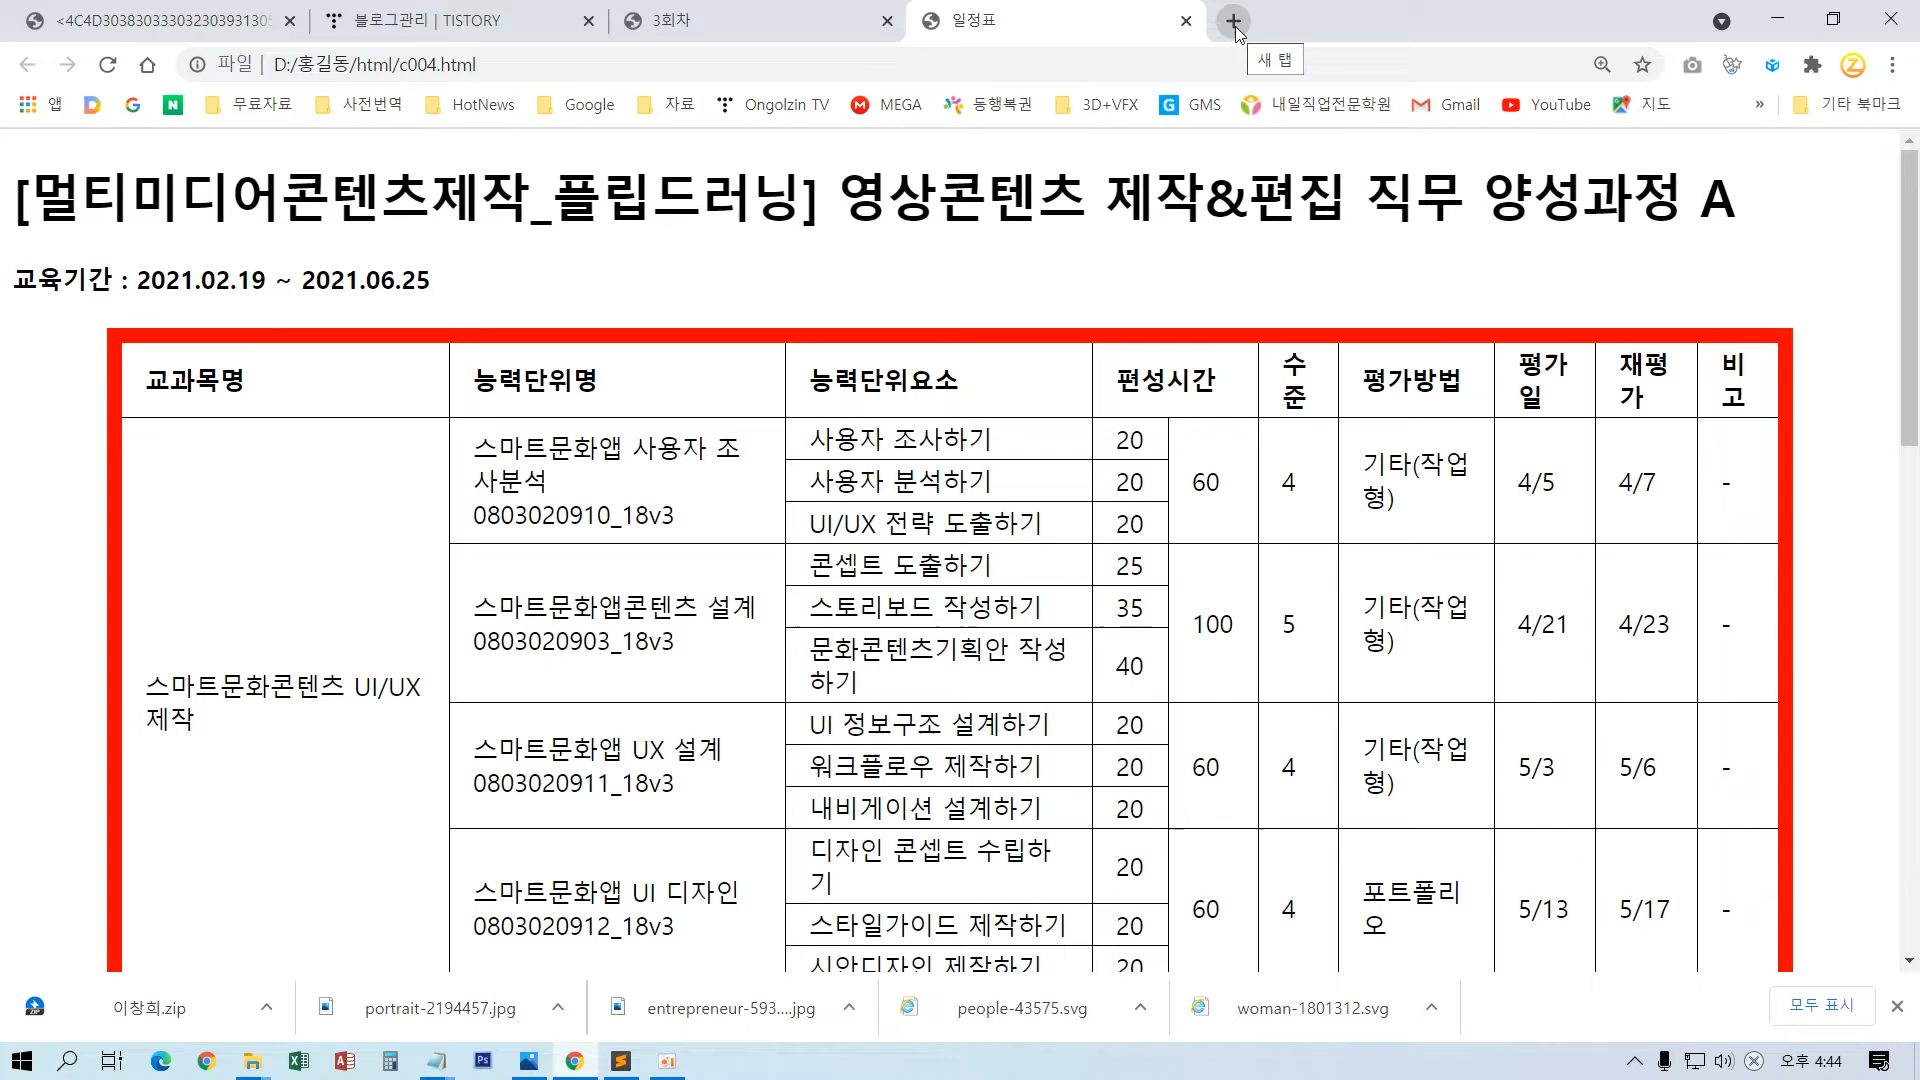 <4C4D30383033303230393130
블로그관리 | TISTORY
3회차
일정표
새 탭
파일 | D:/홍길동/html/c004.html
앱
무료자료
사전번역
HotNews
Google
자료
Ongolzin TV
MEGA
동행복권
3D+VFX
GMS
내일직업전문학원
Gmail
YouTube
지도
»
기타 북마크
[멀티미디어콘텐츠제작_플립드러닝] 영상콘텐츠 제작&편집 직무 양성과정 A
교육기간 : 2021.02.19 ~ 2021.06.25
교과목명
능력단위명
능력단위요소
편성시간
수
준
평가방법
평가
일
재평
가
비
고
스마트문화콘텐츠 UI/UX
제작
스마트문화앱 사용자 조
사분석
0803020910_18v3
사용자 조사하기 20
사용자 분석하기 20
UI/UX 전략 도출하기 20
60
4
기타(작업
형)
4/5
4/7
-
스마트문화앱콘텐츠 설계
0803020903_18v3
콘셉트 도출하기 25
스토리보드 작성하기 35
문화콘텐츠기획안 작성
하기
40
100
5
기타(작업
형)
4/21
4/23
-
스마트문화앱 UX 설계
0803020911_18v3
UI 정보구조 설계하기 20
워크플로우 제작하기 20
내비게이션 설계하기 20
60
4
기타(작업
형)
5/3
5/6
-
스마트문화앱 UI 디자인
0803020912_18v3
디자인 콘셉트 수립하
기
20
스타일가이드 제작하기 20
시안디자인 제작하기 20
60
4
포트폴리
오
5/13
5/17
-
이창희.zip
portrait-2194457.jpg
entrepreneur-593....jpg
people-43575.svg
woman-1801312.svg
모두 표시
오후 4:44